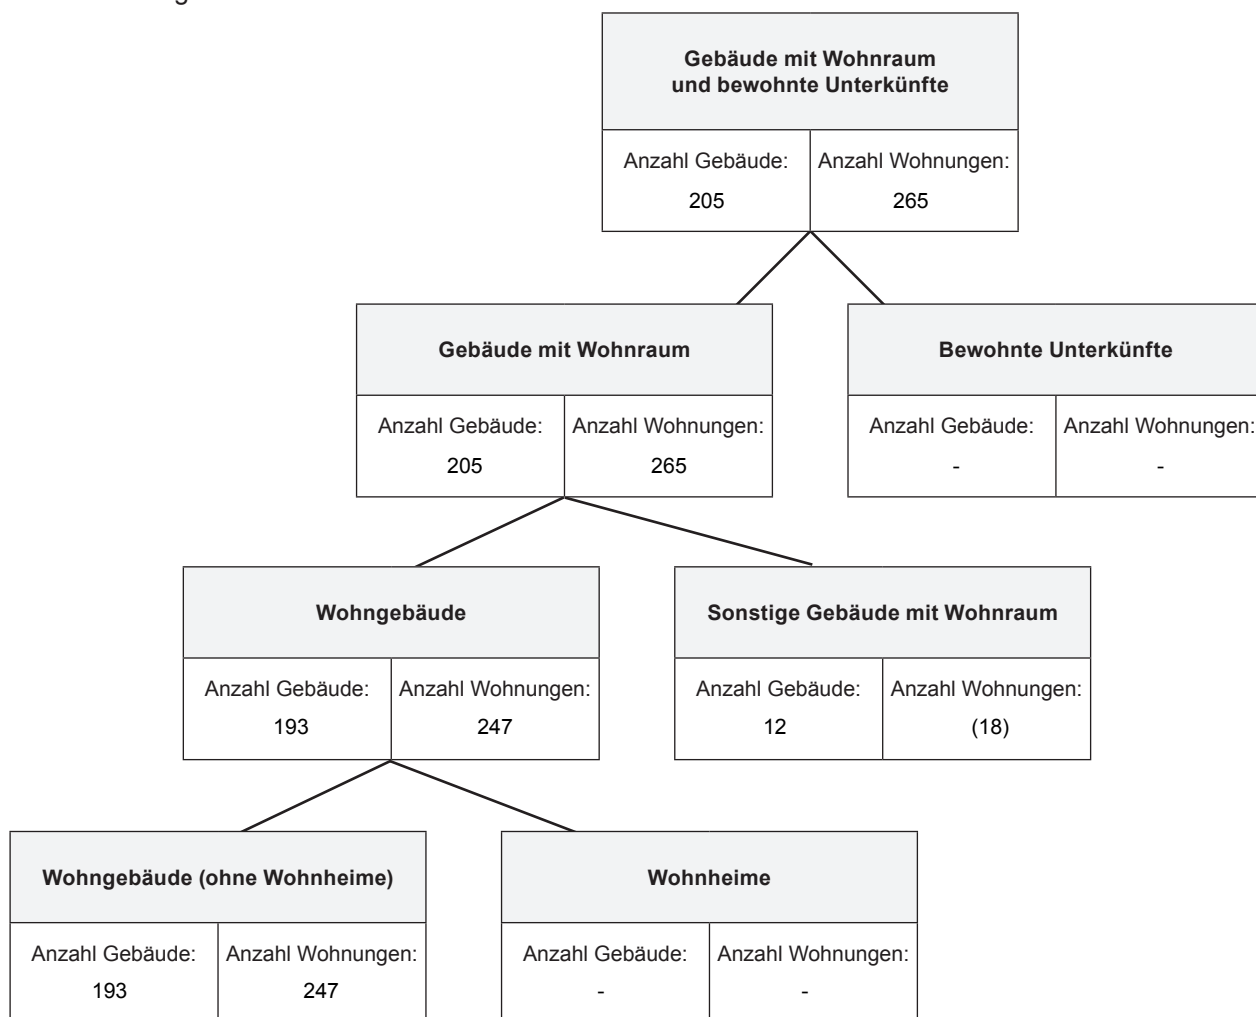 Gebäude mit Wohnraum
und bewohnte Unterkünfte
Anzahl Gebäude: Anzahl Wohnungen:
205 265
Gebäude mit Wohnraum
Bewohnte Unterkünfte
Anzahl Gebäude: Anzahl Wohnungen:
205 265
Anzahl Gebäude: Anzahl Wohnungen:
- -
Wohngebäude
Sonstige Gebäude mit Wohnraum
Anzahl Gebäude: Anzahl Wohnungen:
193 247
Anzahl Gebäude: Anzahl Wohnungen:
12 (18)
Wohngebäude (ohne Wohnheime)
Wohnheime
Anzahl Gebäude: Anzahl Wohnungen:
193 247
Anzahl Gebäude: Anzahl Wohnungen:
- -